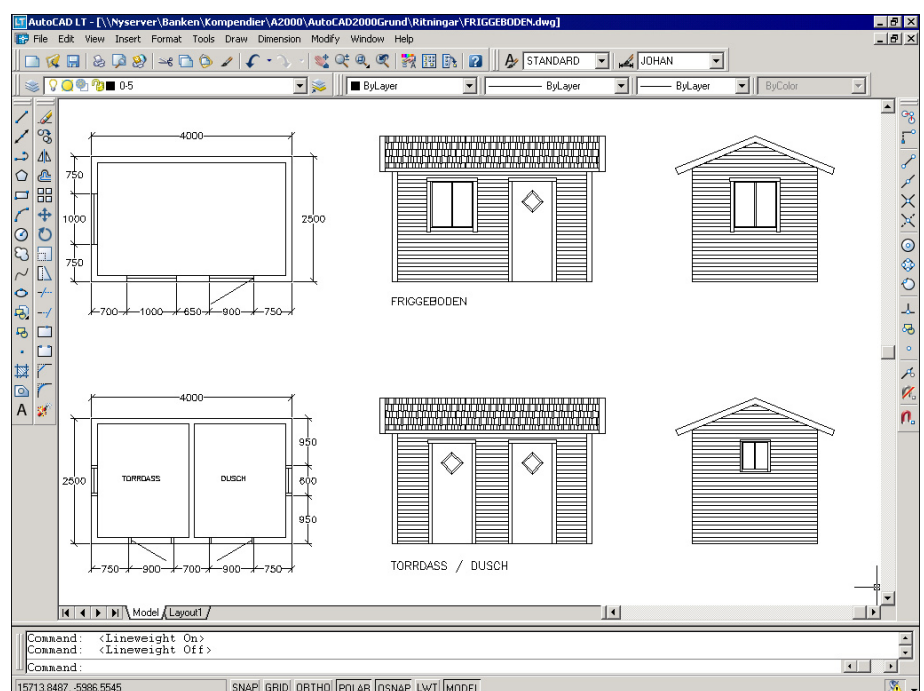 AutoCAD LT - [\\Nyserver\Banken\Kompendier\A2000\AutoCAD2000Grund\Ritningar\FRIGGEBODEN.dwg]
File Edit View Insert Format Tools Draw Dimension Modify Window Help
STANDARD JOHAN
0-5 ByLayer ByLayer ByLayer ByColor
4000
750
1000
2500
750
700 1000 650 900 750
FRIGGEBODEN
4000
950
2500 TORRDASS DUSCH 600
950
750 900 700 900 750
TORRDASS / DUSCH
Model Layout1
Command: <Lineweight On>
Command: <Lineweight Off>
Command:
15713.8487, -5986.5545 SNAP GRID ORTHO POLAR OSNAP LWT MODEL